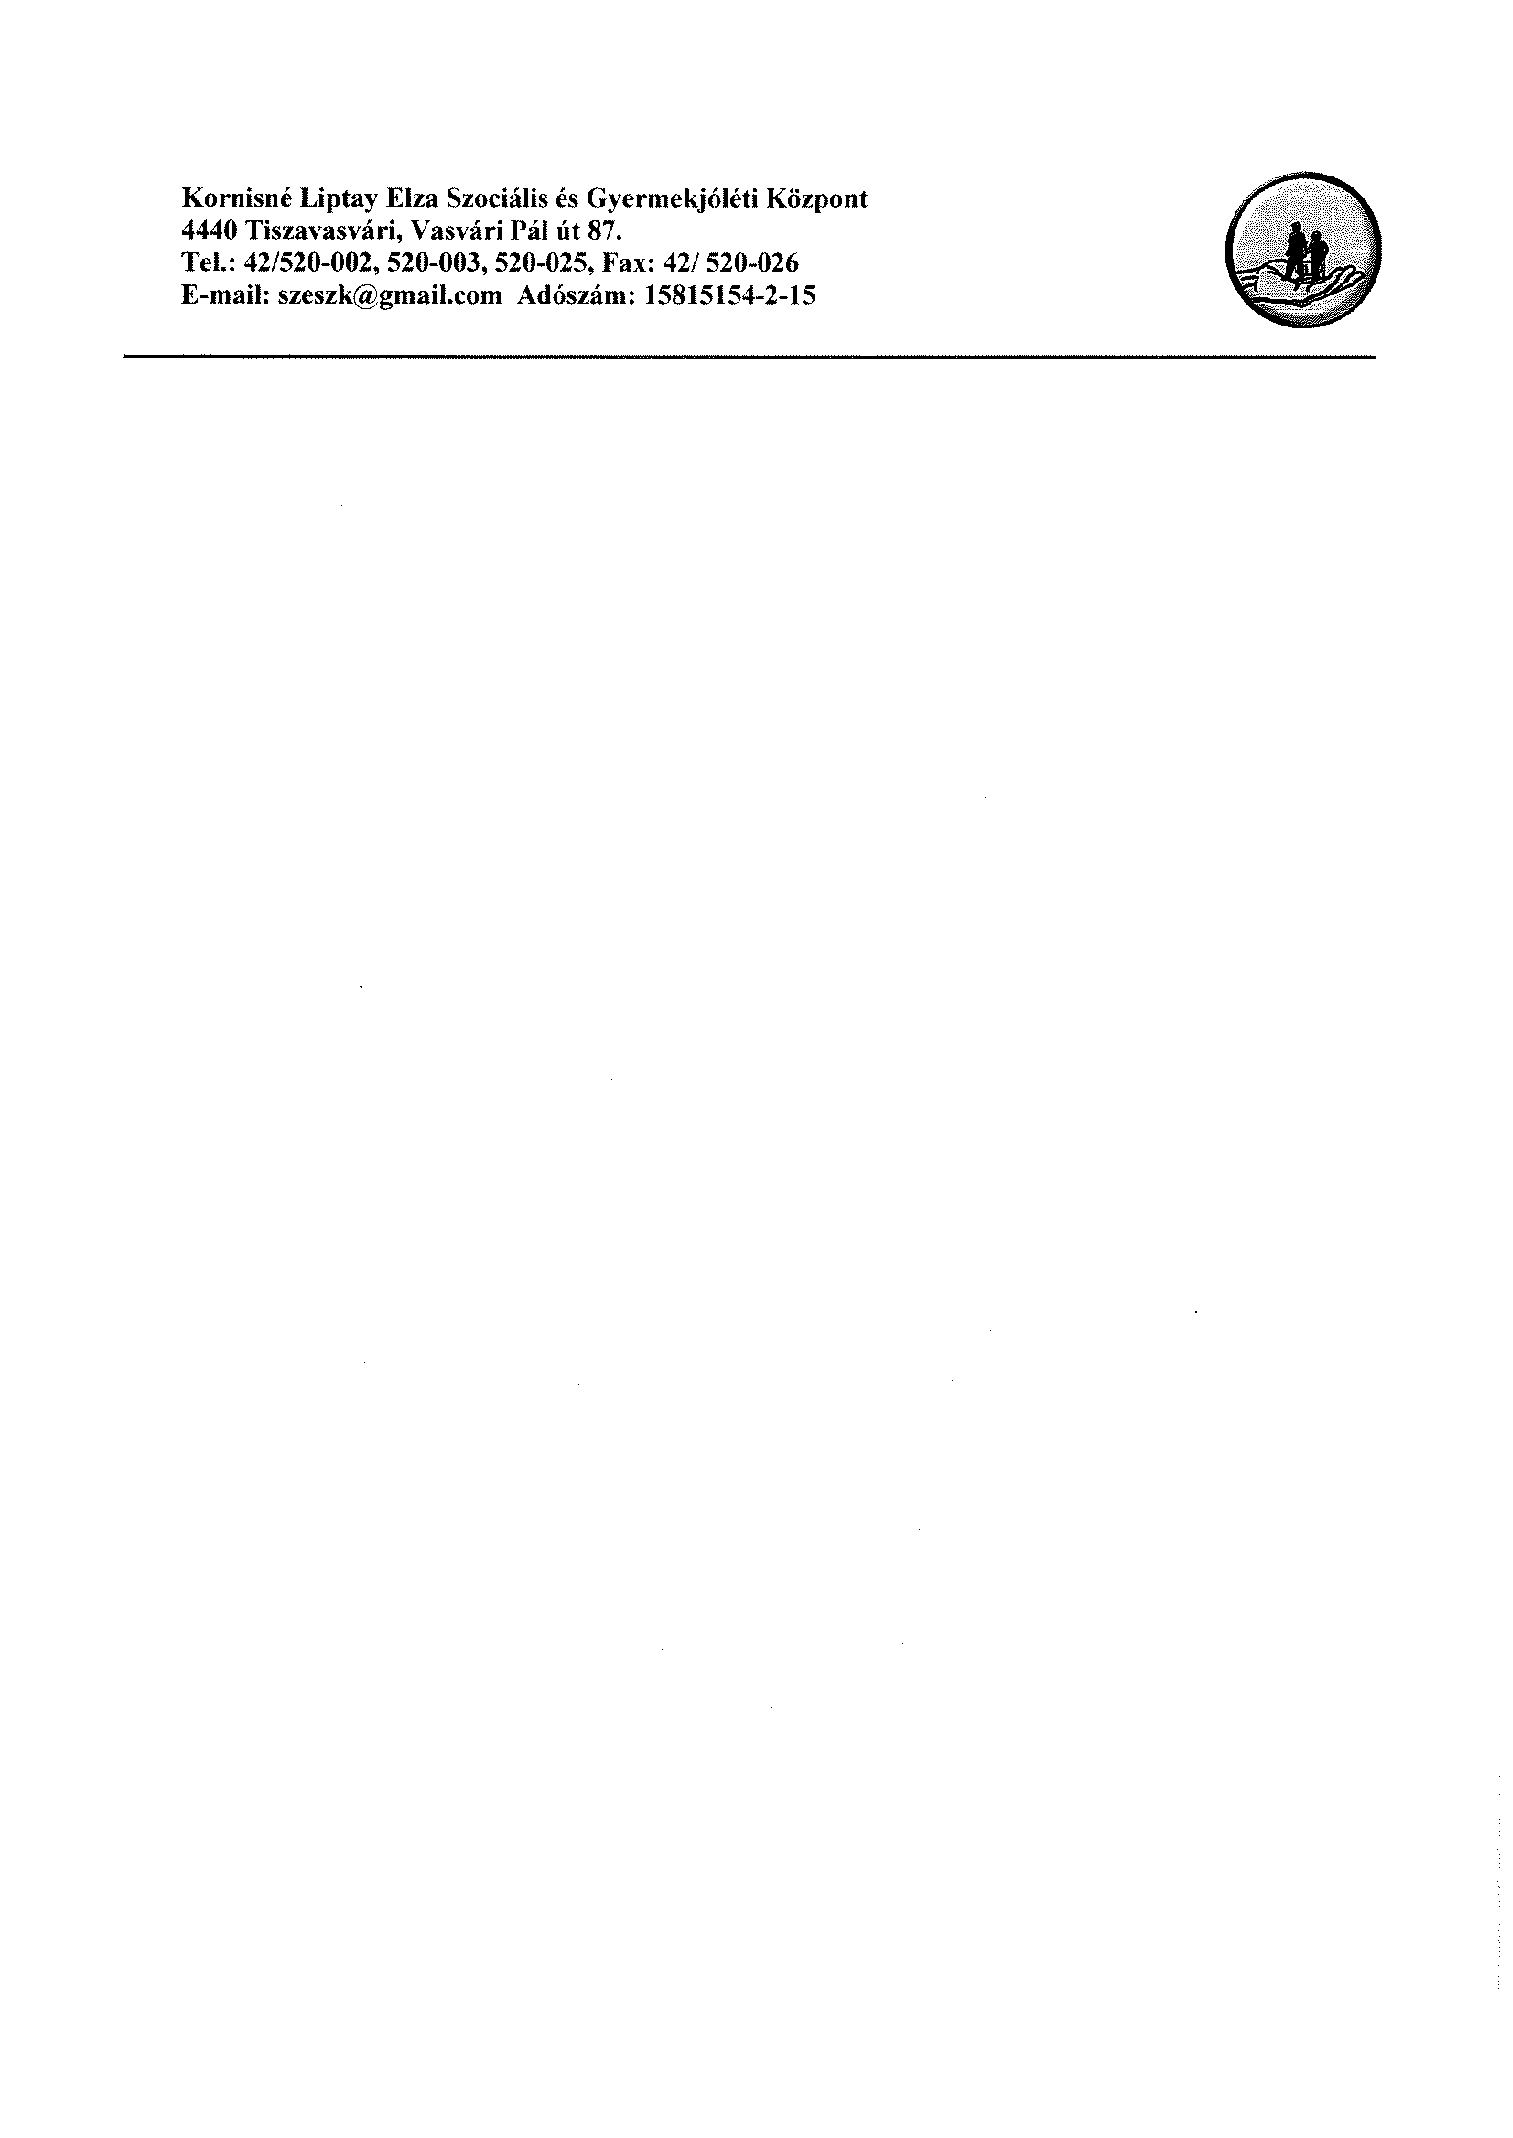 Kornisné Liptay Elza Szociális és Gyermekjóléti Központ
4440 Tiszavasvári, Vasvári Pál út 87.
Tel.: 42/520-002, 520-003, 520-025, Fax: 42/ 520-026
E-mail: szeszk@gmail.com Adószám: 15815154-2-15